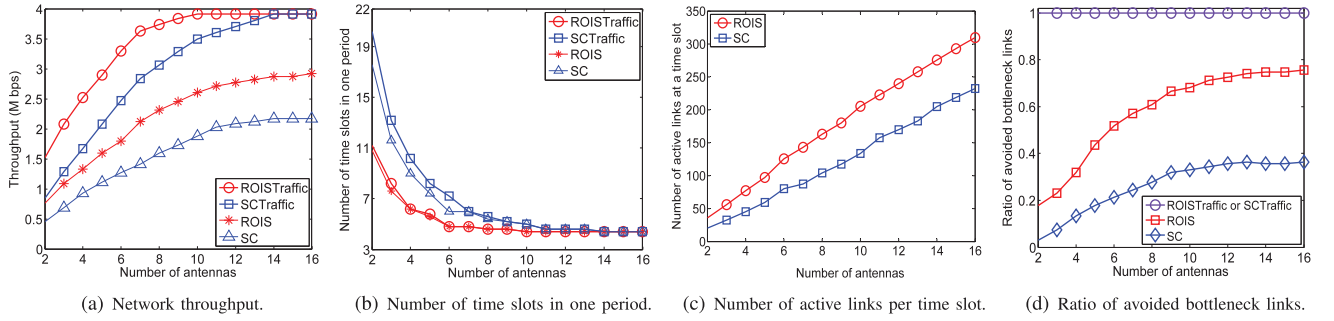 Throughput (M bps)
4
3.5
3
2.5
2
1.5
1
0.5
0
2 4 6 8 10 12 14 16
Number of antennas
ROISTraffic
SCTraffic
ROIS
SC
(a) Network throughput.
Number of time slots in one period
22
19
15
11
7
3
2 4 6 8 10 12 14 16
Number of antennas
ROISTraffic
SCTraffic
ROIS
SC
(b) Number of time slots in one period.
Number of active links at a time slot
350
300
250
200
150
100
50
0
2 4 6 8 10 12 14 16
Number of antennas
ROIS
SC
(c) Number of active links per time slot.
Ratio of avoided bottleneck links
1
0.8
0.6
0.4
0.2
0
2 4 6 8 10 12 14 16
Number of antennas
ROISTraffic or SCTraffic
ROIS
SC
(d) Ratio of avoided bottleneck links.